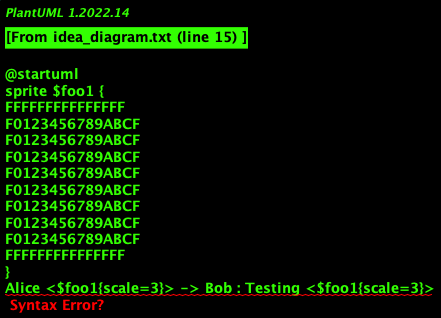 PlantUML 1.2022.14
[From idea_diagram.txt (line 15) ]
@startuml
sprite $foo1 {
FFFFFFFFFFFFFFF
F0123456789ABCF
F0123456789ABCF
F0123456789ABCF
F0123456789ABCF
F0123456789ABCF
F0123456789ABCF
F0123456789ABCF
F0123456789ABCF
FFFFFFFFFFFFFFF
}
Alice <$foo1{scale=3}> -> Bob : Testing <$foo1{scale=3}>
Syntax Error?